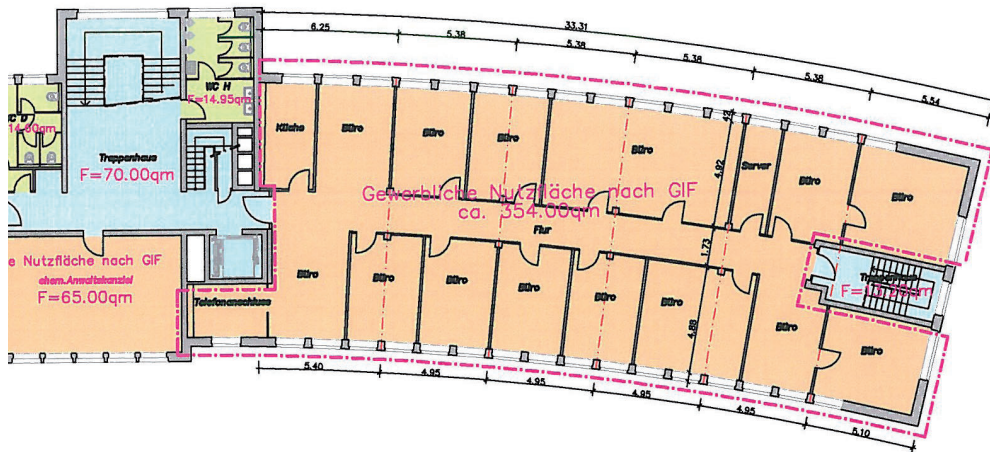 33.31
6.25
5.38
5.38
5.38
5.38
5.54
WC H
F=14.95qm
Küche
Büro
Büro
Büro
Büro
Server
Büro
Büro
4.92
Treppenhaus
F=70.00qm
Gewerbliche Nutzfläche nach GIF
ca. 354.00qm
Flur
1.73
Nutzfläche nach GIF
ehem.Anwaltskanzlei
F=65.00qm
Telefonanschluss
Büro
Büro
Büro
Büro
Büro
Büro
Büro
Büro
Treppenhaus
4.88
5.40
4.95
4.95
4.95
4.95
5.10